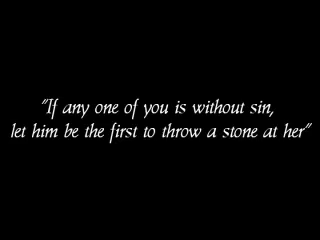 "If any one of you is without sin,
let him be the first to throw a stone at her"